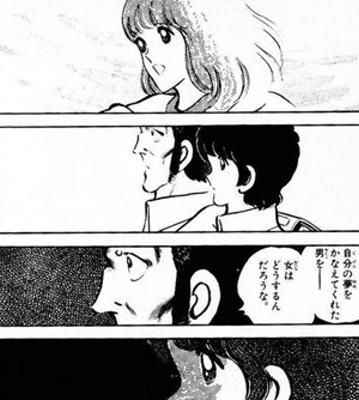 自分の夢を
かなえてくれた
男を──
女は
どうするん
だろうな。